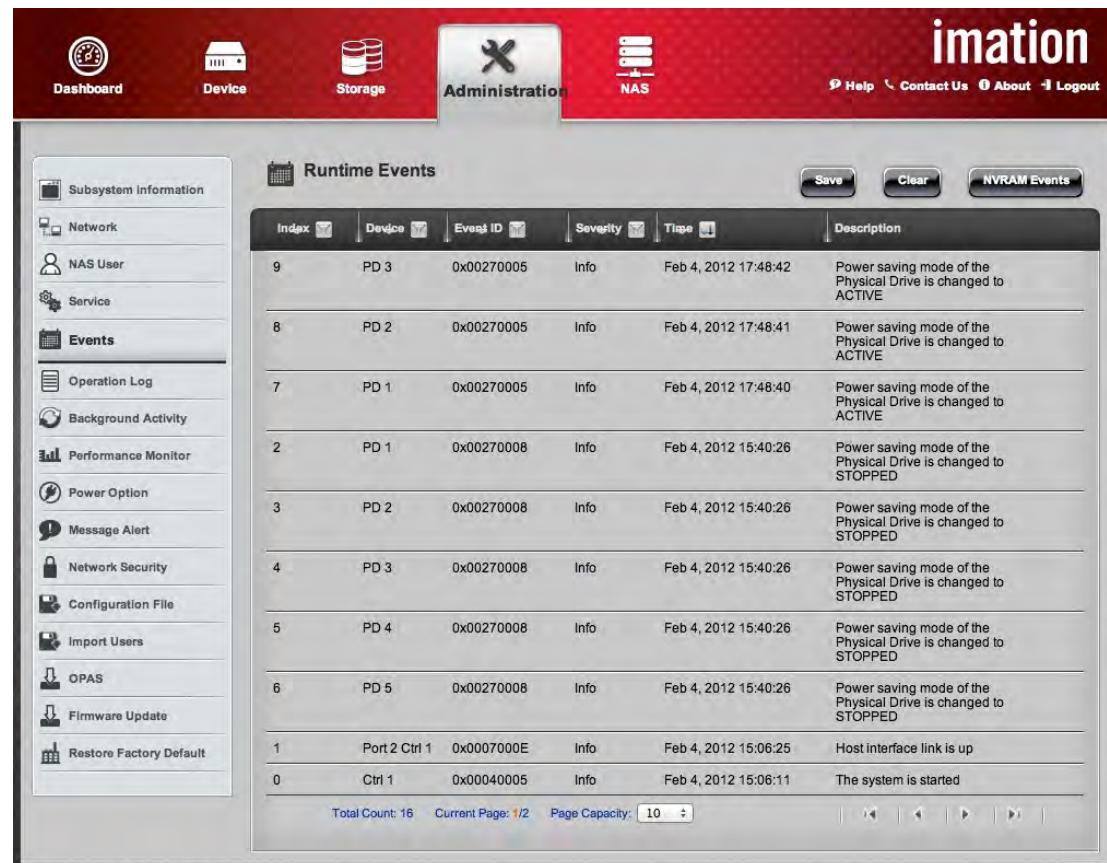 imation
Dashboard
Device
Storage
Administration
NAS
Help Contact Us About Logout
Subsystem Information
Network
NAS User
Service
Events
Operation Log
Background Activity
Performance Monitor
Power Option
Message Alert
Network Security
Configuration File
Import Users
OPAS
Firmware Update
Restore Factory Default
Runtime Events
Save Clear NVRAM Events
Index Device Event ID Severity Time Description
9 PD 3 0x00270005 Info Feb 4, 2012 17:48:42 Power saving mode of the
Physical Drive is changed to
ACTIVE
8 PD 2 0x00270005 Info Feb 4, 2012 17:48:41 Power saving mode of the
Physical Drive is changed to
ACTIVE
7 PD 1 0x00270005 Info Feb 4, 2012 17:48:40 Power saving mode of the
Physical Drive is changed to
ACTIVE
2 PD 1 0x00270008 Info Feb 4, 2012 15:40:26 Power saving mode of the
Physical Drive is changed to
STOPPED
3 PD 2 0x00270008 Info Feb 4, 2012 15:40:26 Power saving mode of the
Physical Drive is changed to
STOPPED
4 PD 3 0x00270008 Info Feb 4, 2012 15:40:26 Power saving mode of the
Physical Drive is changed to
STOPPED
5 PD 4 0x00270008 Info Feb 4, 2012 15:40:26 Power saving mode of the
Physical Drive is changed to
STOPPED
6 PD 5 0x00270008 Info Feb 4, 2012 15:40:26 Power saving mode of the
Physical Drive is changed to
STOPPED
1 Port 2 Ctrl 1 0x0007000E Info Feb 4, 2012 15:06:25 Host interface link is up
0 Ctrl 1 0x00040005 Info Feb 4, 2012 15:06:11 The system is started
Total Count: 16 Current Page: 1/2 Page Capacity: 10